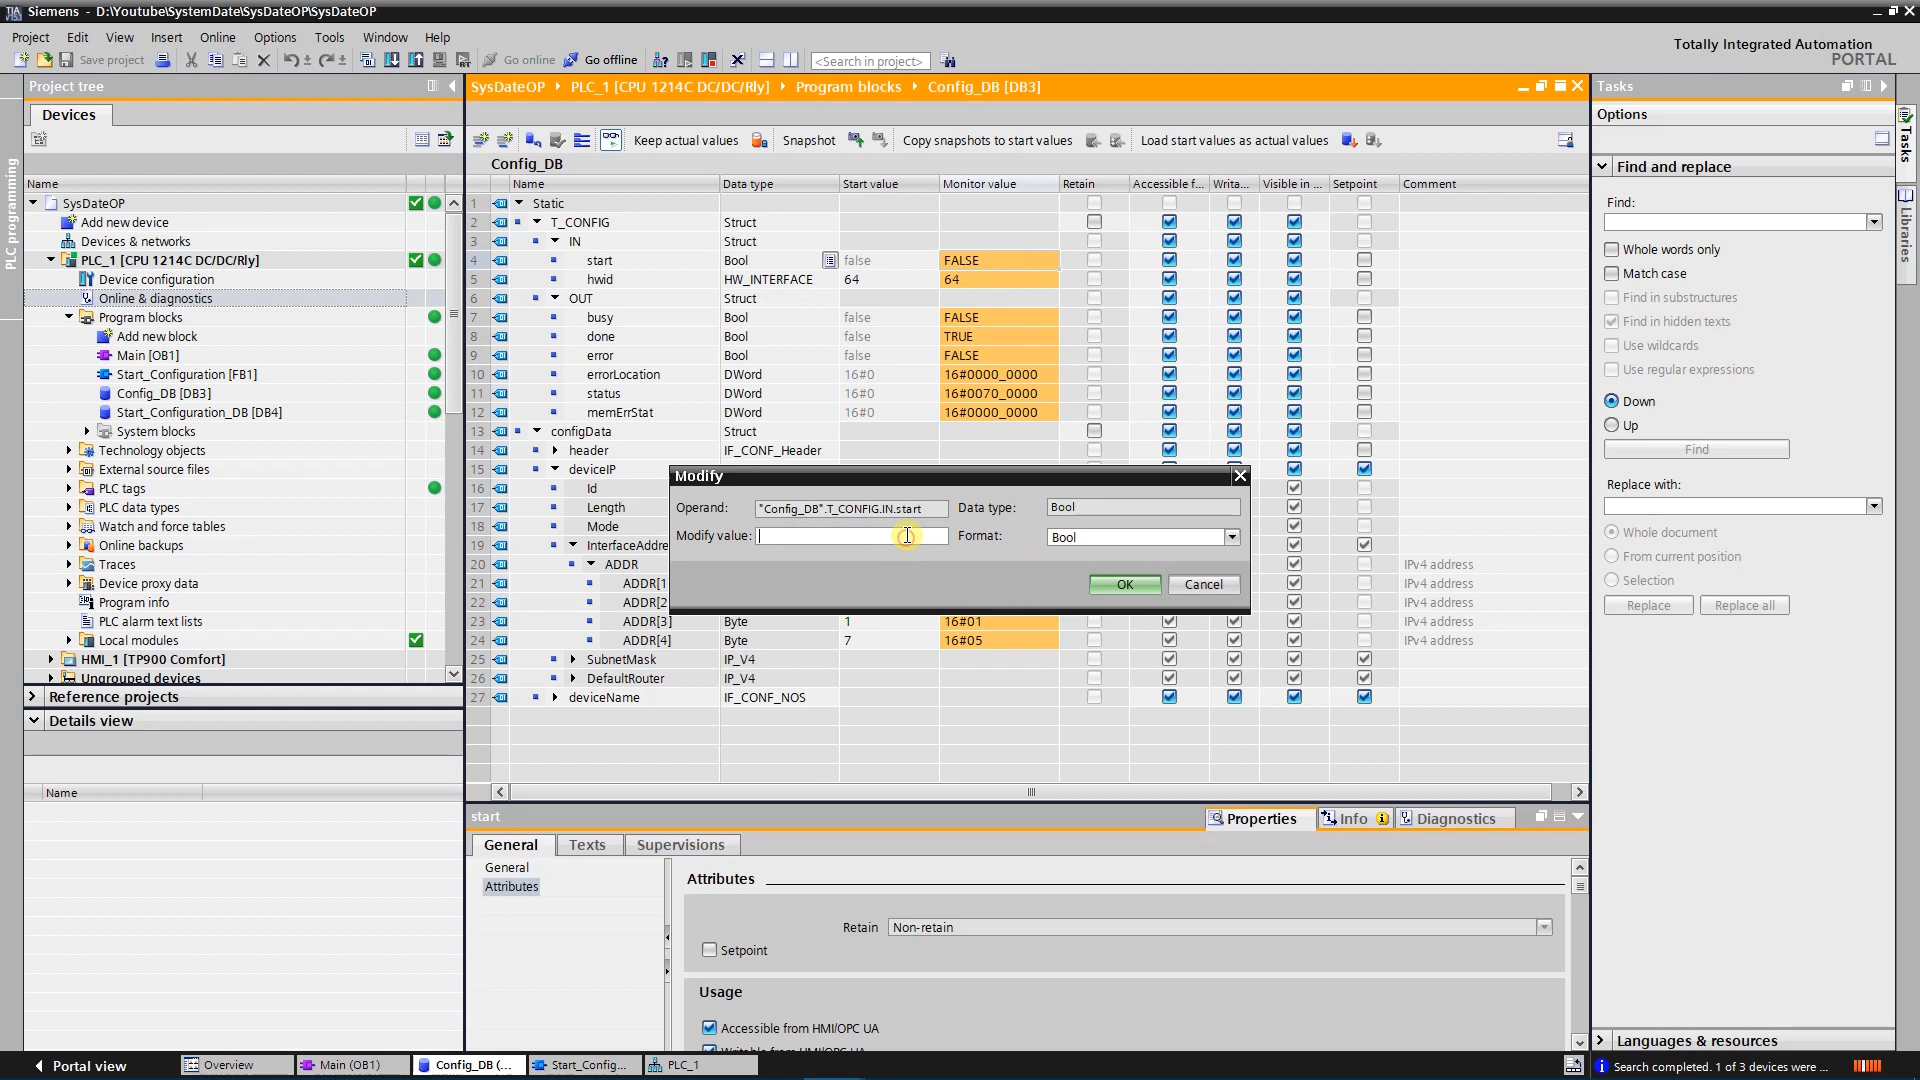 Siemens - D:\Youtube\SystemDate\SysDateOP\SysDateOP
Project Edit View Insert Online Options Tools Window Help
Totally Integrated Automation
PORTAL
Save project Go online Go offline <Search in project>
Project tree
SysDateOP PLC_1 [CPU 1214C DC/DC/Rly] Program blocks Config_DB [DB3]
Tasks
Devices
Options
Keep actual values Snapshot Copy snapshots to start values Load start values as actual values
PLC programming
Tasks
Libraries
Config_DB
Find and replace
Name
Name Data type Start value Monitor value Retain Accessible f... Writa... Visible in ... Setpoint Comment
SysDateOP
Add new device
Devices & networks
PLC_1 [CPU 1214C DC/DC/Rly]
Device configuration
Online & diagnostics
Program blocks
Add new block
Main [OB1]
Start_Configuration [FB1]
Config_DB [DB3]
Start_Configuration_DB [DB4]
System blocks
Technology objects
External source files
PLC tags
PLC data types
Watch and force tables
Online backups
Traces
Device proxy data
Program info
PLC alarm text lists
Local modules
HMI_1 [TP900 Comfort]
Ungrouped devices
Reference projects
Details view
Name
1 Static
2 T_CONFIG Struct
3 IN Struct
4 start Bool false FALSE
5 hwid HW_INTERFACE 64 64
6 OUT Struct
7 busy Bool false FALSE
8 done Bool false TRUE
9 error Bool false FALSE
10 errorLocation DWord 16#0 16#0000_0000
11 status DWord 16#0 16#0070_0000
12 memErrStat DWord 16#0 16#0000_0000
13 configData Struct
14 header IF_CONF_Header
15 deviceIP
16 Id
17 Length
18 Mode
19 InterfaceAddre
20 ADDR IPv4 address
21 ADDR[1 IPv4 address
22 ADDR[2 IPv4 address
23 ADDR[3] Byte 1 16#01 IPv4 address
24 ADDR[4] Byte 7 16#05 IPv4 address
25 SubnetMask IP_V4
26 DefaultRouter IP_V4
27 deviceName IF_CONF_NOS
Modify
Operand: "Config_DB".T_CONFIG.IN.start Data type: Bool
Modify value: Format: Bool
OK Cancel
Find:
Whole words only
Match case
Find in substructures
Find in hidden texts
Use wildcards
Use regular expressions
Down
Up
Find
Replace with:
Whole document
From current position
Selection
Replace Replace all
Languages & resources
start
Properties Info Diagnostics
General Texts Supervisions
General
Attributes
Attributes
Retain Non-retain
Setpoint
Usage
Accessible from HMI/OPC UA
Writable from HMI/OPC UA
Portal view Overview Main (OB1) Config_DB (... Start_Config... PLC_1
Search completed. 1 of 3 devices were ...